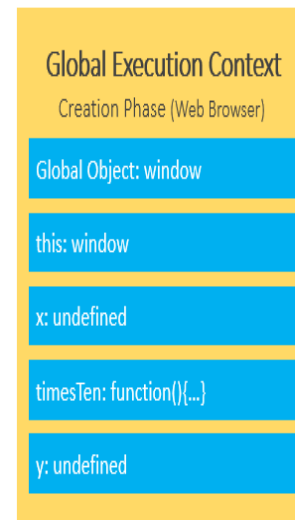 Global Execution Context
Creation Phase (Web Browser)
Global Object: window
this: window
x: undefined
timesTen: function(){...}
y: undefined